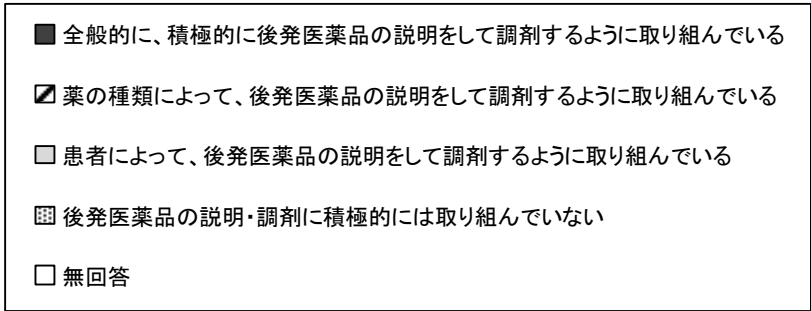 全般的に、積極的に後発医薬品の説明をして調剤するように取り組んでいる
薬の種類によって、後発医薬品の説明をして調剤するように取り組んでいる
患者によって、後発医薬品の説明をして調剤するように取り組んでいる
後発医薬品の説明・調剤に積極的には取り組んでいない
無回答